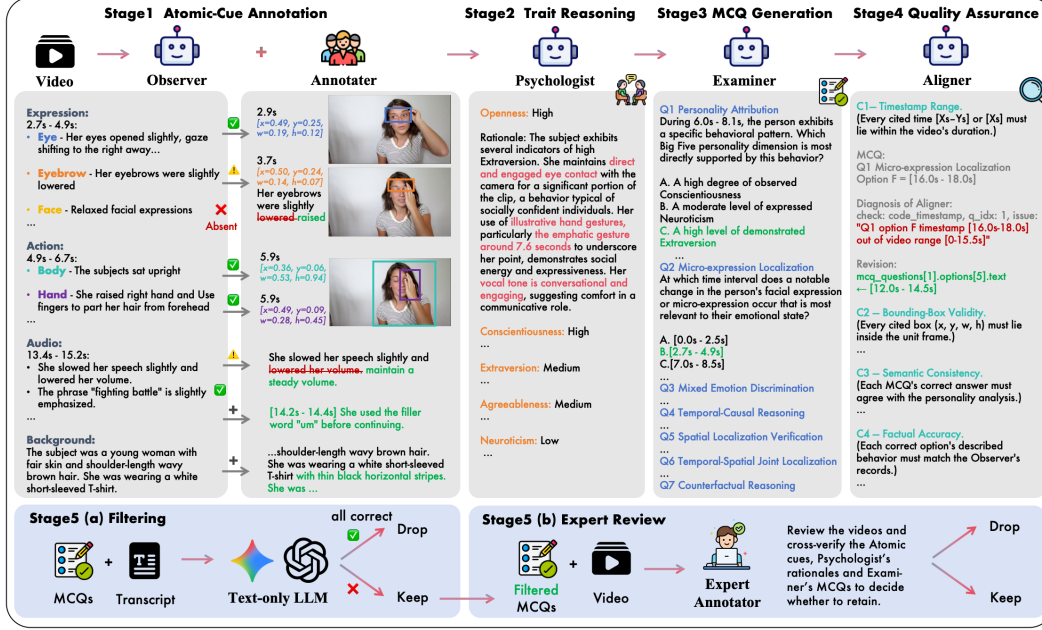 Stage1 Atomic-Cue Annotation
Video
Observer
+
Annotater
Expression:
2.7s - 4.9s:
• Eye - Her eyes opened slightly, gaze
shifting to the right away...
• Eyebrow - Her eyebrows were slightly
lowered
• Face - Relaxed facial expressions
...
Absent
Action:
4.9s - 6.7s:
• Body - The subjects sat upright
• Hand - She raised right hand and Use
fingers to part her hair from forehead
...
Audio:
13.4s - 15.2s:
• She slowed her speech slightly and
lowered her volume.
• The phrase "fighting battle" is slightly
emphasized.
...
Background:
The subject was a young woman with
fair skin and shoulder-length wavy
brown hair. She was wearing a white
short-sleeved T-shirt.
2.9s
[x=0.49, y=0.25,
w=0.19, h=0.12]
3.7s
[x=0.50, y=0.24,
w=0.14, h=0.07]
Her eyebrows
were slightly
lowered raised
5.9s
[x=0.36, y=0.06,
w=0.53, h=0.94]
5.9s
[x=0.49, y=0.09,
w=0.28, h=0.45]
She slowed her speech slightly and
lowered her volume. maintain a
steady volume.
+
[14.2s - 14.4s] She used the filler
word "um" before continuing.
+
...shoulder-length wavy brown hair.
She was wearing a white short-sleeved
T-shirt with thin black horizontal stripes.
She was ...
Stage2 Trait Reasoning
Psychologist
Openness: High
Rationale: The subject exhibits
several indicators of high
Extraversion. She maintains direct
and engaged eye contact with the
camera for a significant portion of
the clip, a behavior typical of
socially confident individuals. Her
use of illustrative hand gestures,
particularly the emphatic gesture
around 7.6 seconds to underscore
her point, demonstrates social
energy and expressiveness. Her
vocal tone is conversational and
engaging, suggesting comfort in a
communicative role.
Conscientiousness: High
...
Extraversion: Medium
...
Agreeableness: Medium
...
Neuroticism: Low
...
Stage3 MCQ Generation
Examiner
Q1 Personality Attribution
During 6.0s - 8.1s, the person exhibits
a specific behavioral pattern. Which
Big Five personality dimension is most
directly supported by this behavior?
A. A high degree of observed
Conscientiousness
B. A moderate level of expressed
Neuroticism
C. A high level of demonstrated
Extraversion
...
Q2 Micro-expression Localization
At which time interval does a notable
change in the person's facial expression
or micro-expression occur that is most
relevant to their emotional state?
A. [0.0s - 2.5s]
B.[2.7s - 4.9s]
C.[7.0s - 8.5s]
...
Q3 Mixed Emotion Discrimination
...
Q4 Temporal-Causal Reasoning
...
Q5 Spatial Localization Verification
...
Q6 Temporal-Spatial Joint Localization
...
Q7 Counterfactual Reasoning
Stage4 Quality Assurance
Aligner
C1— Timestamp Range.
(Every cited time [Xs–Ys] or [Xs] must
lie within the video's duration.)
MCQ:
Q1 Micro-expression Localization
Option F = [16.0s - 18.0s]
Diagnosis of Aligner:
check: code_timestamp, q_idx: 1, issue:
"Q1 option F timestamp [16.0s-18.0s]
out of video range [0-15.5s]"
Revision:
mcq_questions[1].options[5].text
← [12.0s - 14.5s]
C2 — Bounding-Box Validity.
(Every cited box (x, y, w, h) must lie
inside the unit frame.)
...
C3 — Semantic Consistency.
(Each MCQ's correct answer must
agree with the personality analysis.)
...
C4 — Factual Accuracy.
(Each correct option's described
behavior must match the Observer's
records.)
...
Stage5 (a) Filtering
MCQs
+
T
Transcript
Text-only LLM
all correct
Drop
Keep
Stage5 (b) Expert Review
Filtered
MCQs
+
Video
Expert
Annotator
Review the videos and
cross-verify the Atomic
cues, Psychologist's
rationales and Exami-
ner's MCQs to decide
whether to retain.
Drop
Keep